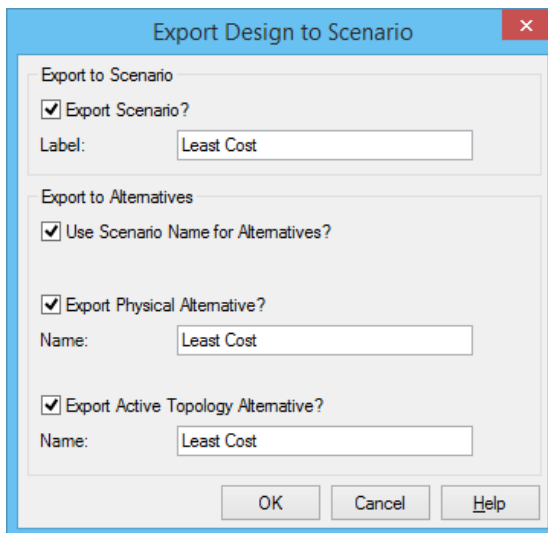 Export Design to Scenario
Export to Scenario
Export Scenario?
Label: Least Cost
Export to Alternatives
Use Scenario Name for Alternatives?
Export Physical Alternative?
Name: Least Cost
Export Active Topology Alternative?
Name: Least Cost
OK Cancel Help